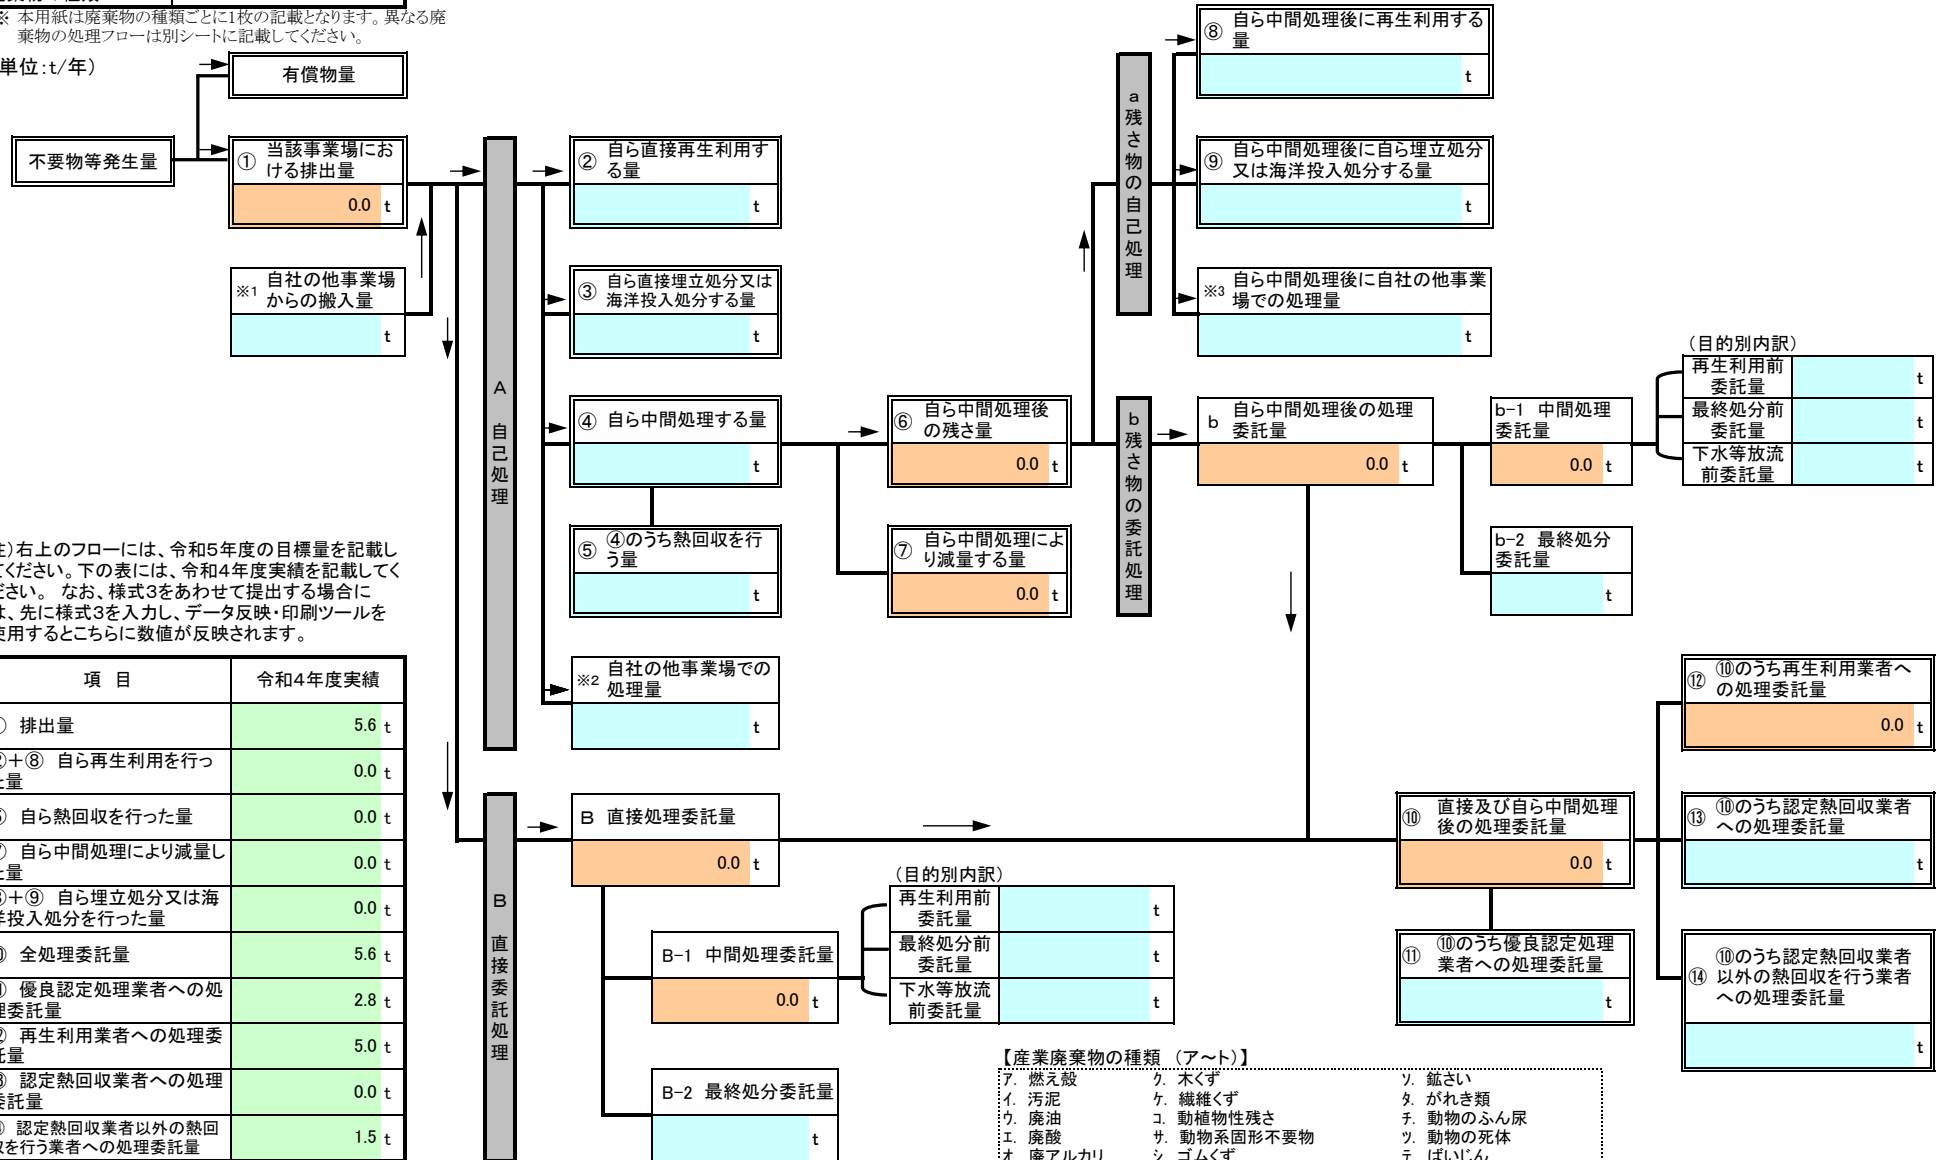 ※ 本用紙は廃棄物の種類ごとに1枚の記載となります。異なる廃
棄物の処理フローは別シートに記載してください。
単位：t/年）
有償物量
不要物等発生量
① 当該事業場にお
ける排出量
0.0 t
※1 自社の他事業場
からの搬入量
t
A 自己処理
② 自ら直接再生利用す
る量
t
③ 自ら直接埋立処分又は
海洋投入処分する量
t
④ 自ら中間処理する量
t
⑤ ④のうち熱回収を行
う量
t
※2 自社の他事業場での
処理量
t
⑥ 自ら中間処理後
の残さ量
0.0 t
⑦ 自ら中間処理によ
り減量する量
0.0 t
a 残さ物の自己処理
⑧ 自ら中間処理後に再生利用する
量
t
⑨ 自ら中間処理後に自ら埋立処分
又は海洋投入処分する量
t
※3 自ら中間処理後に自社の他事業
場での処理量
t
b 残さ物の委託処理
b 自ら中間処理後の処理
委託量
0.0 t
b-1 中間処理
委託量
0.0 t
（目的別内訳）
再生利用前
委託量
t
最終処分前
委託量
t
下水等放流
前委託量
t
b-2 最終処分
委託量
t
）右上のフローには、令和５年度の目標量を記載し
ください。下の表には、令和４年度実績を記載してく
ださい。 なお、様式３をあわせて提出する場合に
は、先に様式３を入力し、データ反映・印刷ツールを
使用するとこちらに数値が反映されます。
項 目 令和４年度実績
排出量 5.6 t
＋⑧ 自ら再生利用を行っ
た量 0.0 t
自ら熱回収を行った量 0.0 t
自ら中間処理により減量し
た量 0.0 t
＋⑨ 自ら埋立処分又は海
洋投入処分を行った量 0.0 t
全処理委託量 5.6 t
優良認定処理業者への処
理委託量 2.8 t
再生利用業者への処理委
託量 5.0 t
認定熱回収業者への処理
委託量 0.0 t
認定熱回収業者以外の熱回
収を行う業者への処理委託量 1.5 t
B 直接委託処理
B 直接処理委託量
0.0 t
B-1 中間処理委託量
0.0 t
（目的別内訳）
再生利用前
委託量
t
最終処分前
委託量
t
下水等放流
前委託量
t
B-2 最終処分委託量
t
⑩ 直接及び自ら中間処理
後の処理委託量
0.0 t
⑪ ⑩のうち優良認定処理
業者への処理委託量
t
⑫ ⑩のうち再生利用業者へ
の処理委託量
0.0 t
⑬ ⑩のうち認定熱回収業者
への処理委託量
t
⑭ ⑩のうち認定熱回収業者
以外の熱回収を行う業者
への処理委託量
t
【産業廃棄物の種類 （ア～ト）】
ア. 燃え殻 ク. 木くず ソ. 鉱さい
イ. 汚泥 ケ. 繊維くず タ. がれき類
ウ. 廃油 コ. 動植物性残さ チ. 動物のふん尿
エ. 廃酸 サ. 動物系固形不要物 ツ. 動物の死体
オ. 廃アルカリ シ. ゴムくず テ. ばいじん